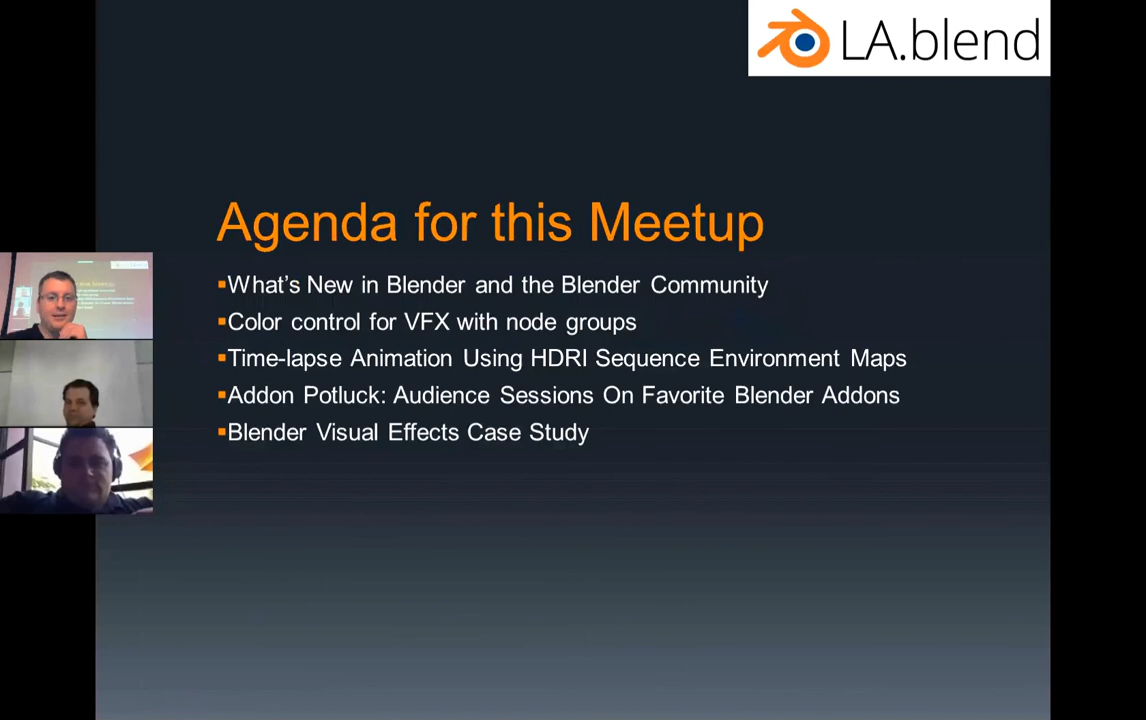 LA.blend
Agenda for this Meetup
▪What’s New in Blender and the Blender Community
▪Color control for VFX with node groups
▪Time-lapse Animation Using HDRI Sequence Environment Maps
▪Addon Potluck: Audience Sessions On Favorite Blender Addons
▪Blender Visual Effects Case Study